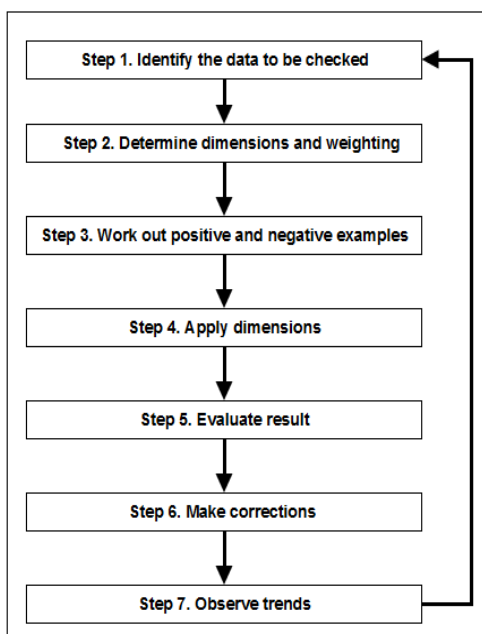 Step 1. Identify the data to be checked
Step 2. Determine dimensions and weighting
Step 3. Work out positive and negative examples
Step 4. Apply dimensions
Step 5. Evaluate result
Step 6. Make corrections
Step 7. Observe trends